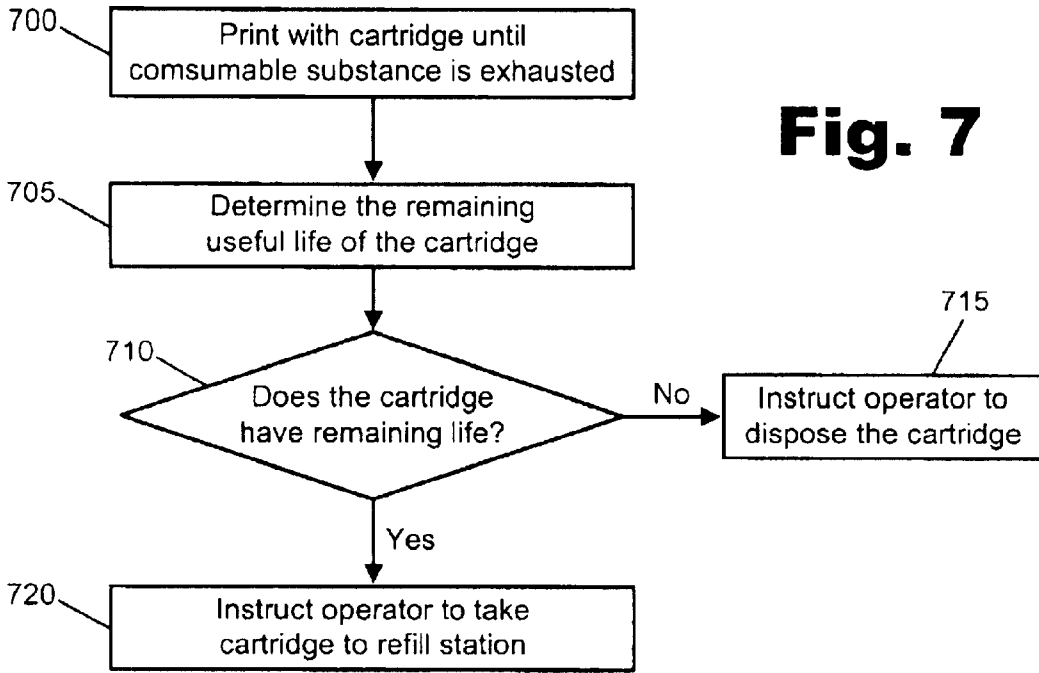 700
Print with cartridge until
comsumable substance is exhausted
Fig. 7
705
Determine the remaining
useful life of the cartridge
710
Does the cartridge
have remaining life?
No
715
Instruct operator to
dispose the cartridge
Yes
720
Instruct operator to take
cartridge to refill station